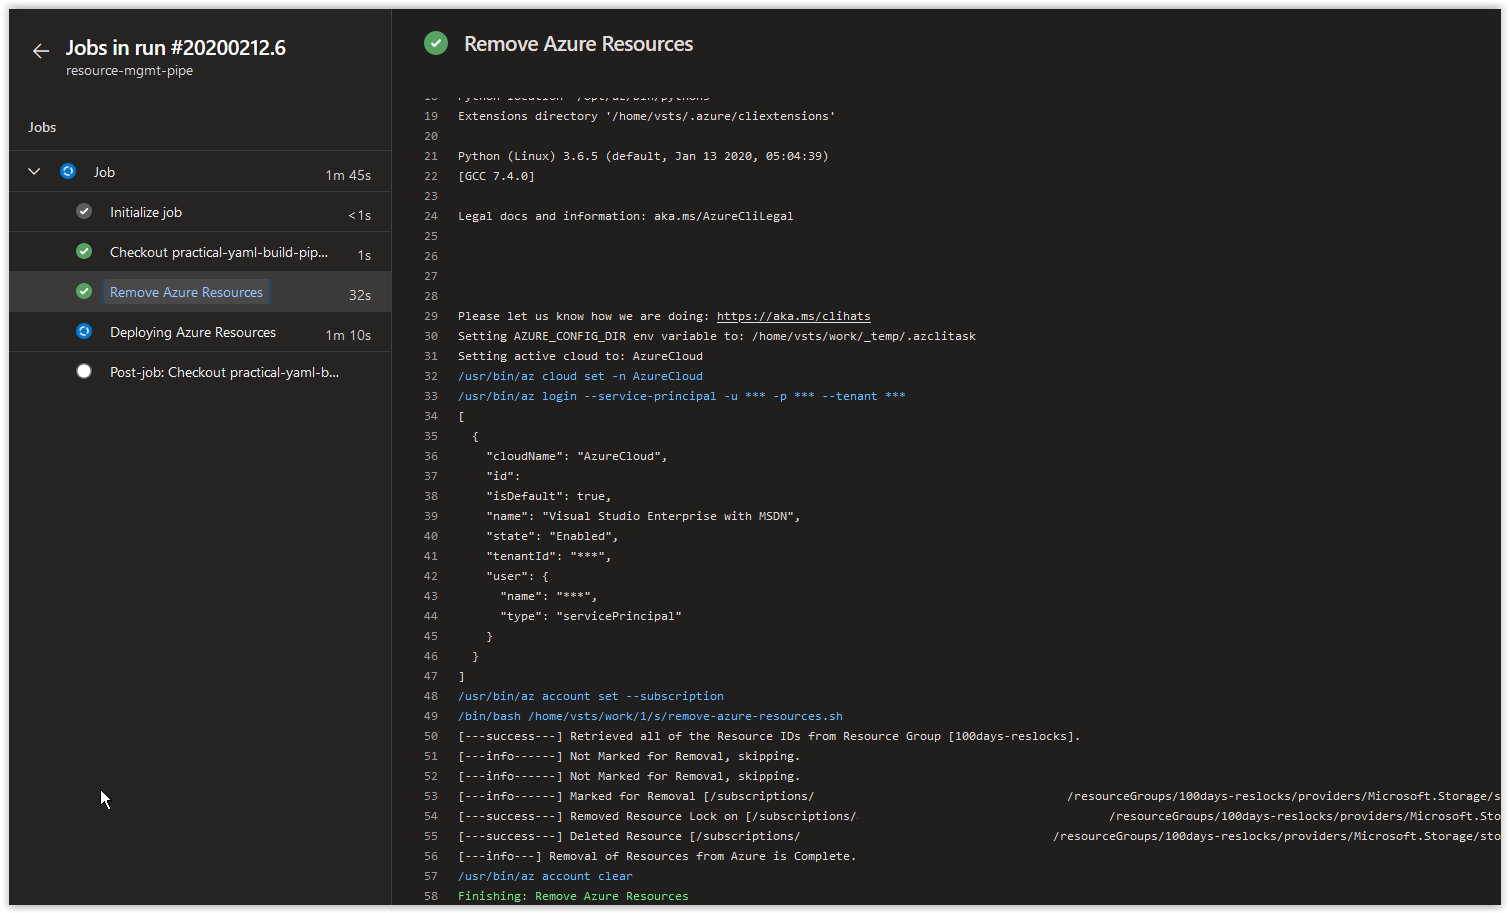 Jobs in run #20200212.6
resource-mgmt-pipe
Jobs
Job 1m 45s
Initialize job <1s
Checkout practical-yaml-build-pip... 1s
Remove Azure Resources 32s
Deploying Azure Resources 1m 10s
Post-job: Checkout practical-yaml-b...
Remove Azure Resources
18 Python location '/opt/az/bin/python3'
19 Extensions directory '/home/vsts/.azure/cliextensions'
20
21 Python (Linux) 3.6.5 (default, Jan 13 2020, 05:04:39)
22 [GCC 7.4.0]
23
24 Legal docs and information: aka.ms/AzureCliLegal
25
26
27
28
29 Please let us know how we are doing: https://aka.ms/clihats
30 Setting AZURE_CONFIG_DIR env variable to: /home/vsts/work/_temp/.azclitask
31 Setting active cloud to: AzureCloud
32 /usr/bin/az cloud set -n AzureCloud
33 /usr/bin/az login --service-principal -u *** -p *** --tenant ***
34 [
35 {
36 "cloudName": "AzureCloud",
37 "id":
38 "isDefault": true,
39 "name": "Visual Studio Enterprise with MSDN",
40 "state": "Enabled",
41 "tenantId": "***",
42 "user": {
43 "name": "***",
44 "type": "servicePrincipal"
45 }
46 }
47 ]
48 /usr/bin/az account set --subscription
49 /bin/bash /home/vsts/work/1/s/remove-azure-resources.sh
50 [---success---] Retrieved all of the Resource IDs from Resource Group [100days-reslocks].
51 [---info------] Not Marked for Removal, skipping.
52 [---info------] Not Marked for Removal, skipping.
53 [---info------] Marked for Removal [/subscriptions/ /resourceGroups/100days-reslocks/providers/Microsoft.Storage/s
54 [---success---] Removed Resource Lock on [/subscriptions/ /resourceGroups/100days-reslocks/providers/Microsoft.Sto
55 [---success---] Deleted Resource [/subscriptions/ /resourceGroups/100days-reslocks/providers/Microsoft.Storage/sto
56 [---info---] Removal of Resources from Azure is Complete.
57 /usr/bin/az account clear
58 Finishing: Remove Azure Resources